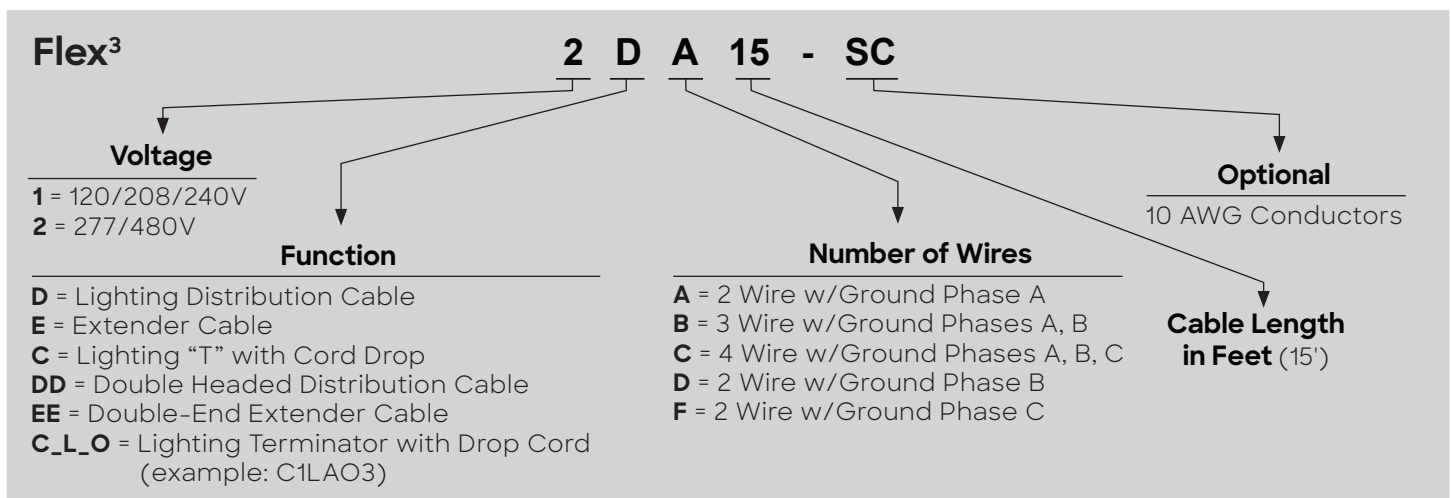 Flex³
2 D A 15 - SC
Voltage
1 = 120/208/240V
2 = 277/480V
Function
D = Lighting Distribution Cable
E = Extender Cable
C = Lighting “T” with Cord Drop
DD = Double Headed Distribution Cable
EE = Double-End Extender Cable
C_L_O = Lighting Terminator with Drop Cord
(example: C1LAO3)
Number of Wires
A = 2 Wire w/Ground Phase A
B = 3 Wire w/Ground Phases A, B
C = 4 Wire w/Ground Phases A, B, C
D = 2 Wire w/Ground Phase B
F = 2 Wire w/Ground Phase C
Cable Length
in Feet (15')
Optional
10 AWG Conductors